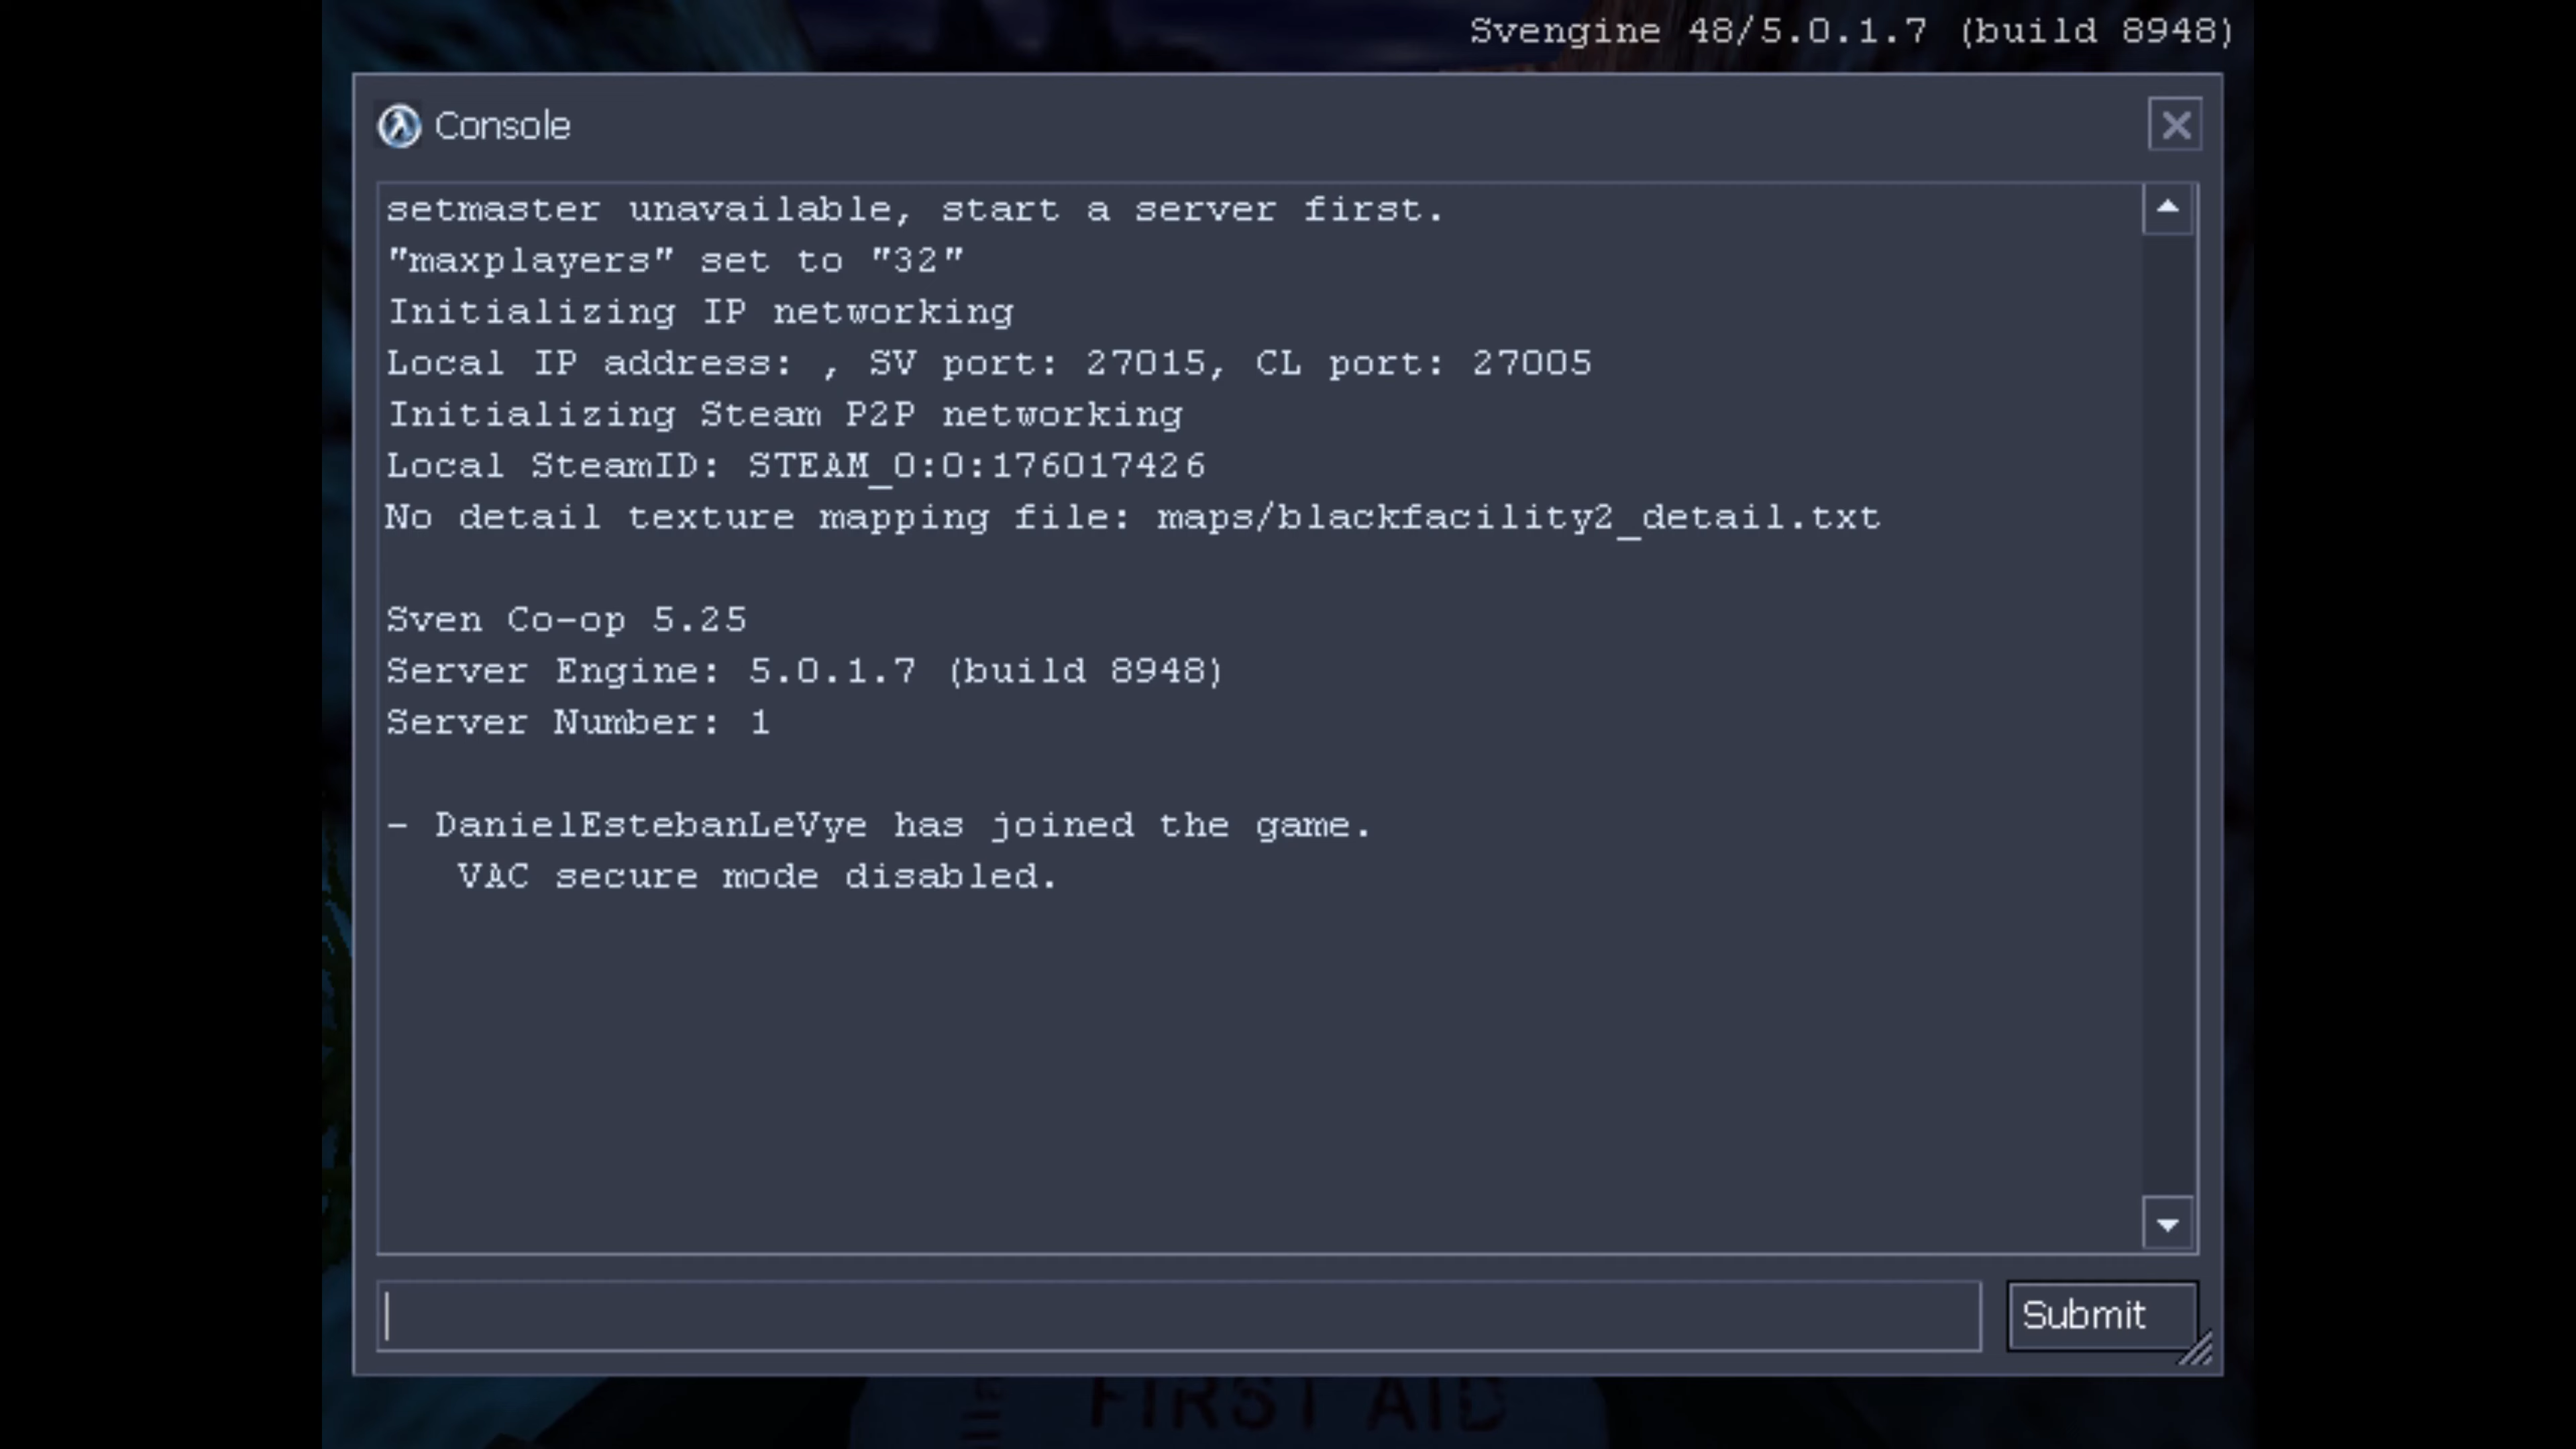 Svengine 48/5.0.1.7 (build 8948)
Console
setmaster unavailable, start a server first.
"maxplayers" set to "32"
Initializing IP networking
Local IP address: , SV port: 27015, CL port: 27005
Initializing Steam P2P networking
Local SteamID: STEAM_0:0:176017426
No detail texture mapping file: maps/blackfacility2_detail.txt
Sven Co-op 5.25
Server Engine: 5.0.1.7 (build 8948)
Server Number: 1
- DanielEstebanLeVye has joined the game.
VAC secure mode disabled.
Submit
FIRST AID